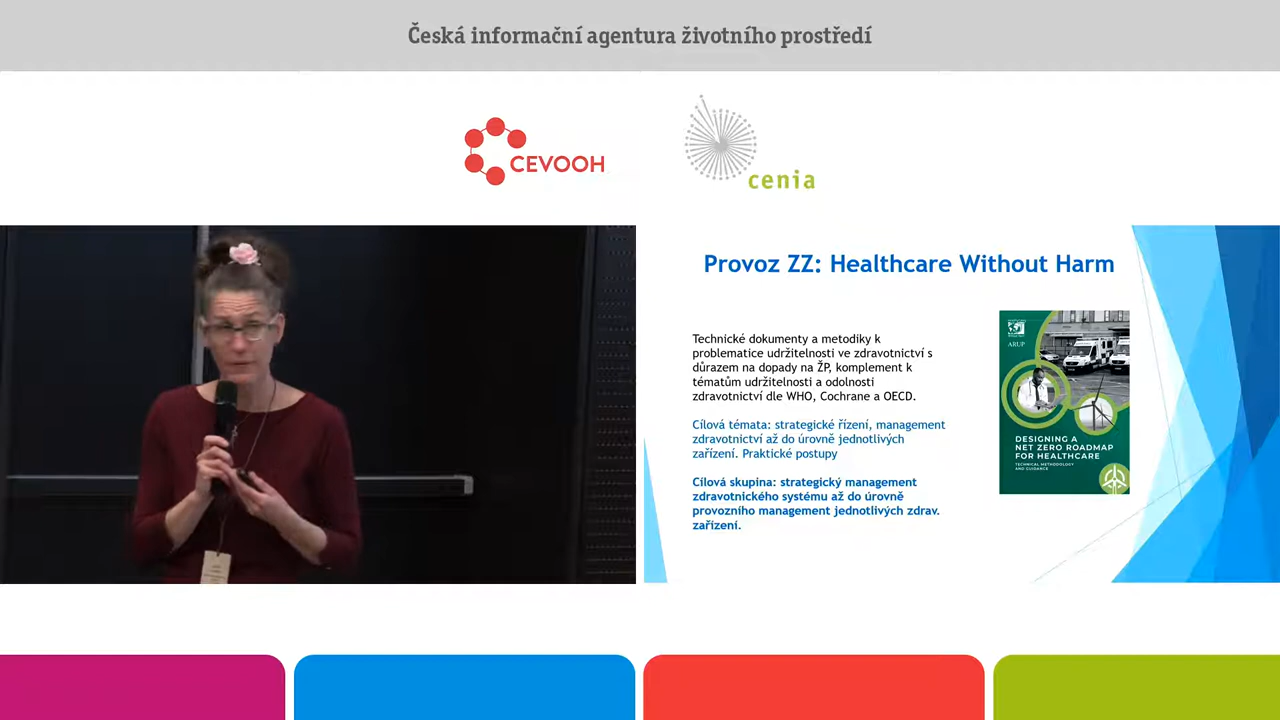 Česká informační agentura životního prostředí
CEVOOH
cenia
Provoz ZZ: Healthcare Without Harm
Technické dokumenty a metodiky k
problematice udržitelnosti ve zdravotnictví s
důrazem na dopady na ŽP, komplement k
tématům udržitelnosti a odolnosti
zdravotnictví dle WHO, Cochrane a OECD.
Cílová témata: strategické řízení, management
zdravotnictví až do úrovně jednotlivých
zařízení. Praktické postupy
Cílová skupina: strategický management
zdravotnického systému až do úrovně
provozního management jednotlivých zdrav.
zařízení.
ARUP
DESIGNING A
NET ZERO ROADMAP
FOR HEALTHCARE
TECHNICAL METHODOLOGY
AND GUIDANCE